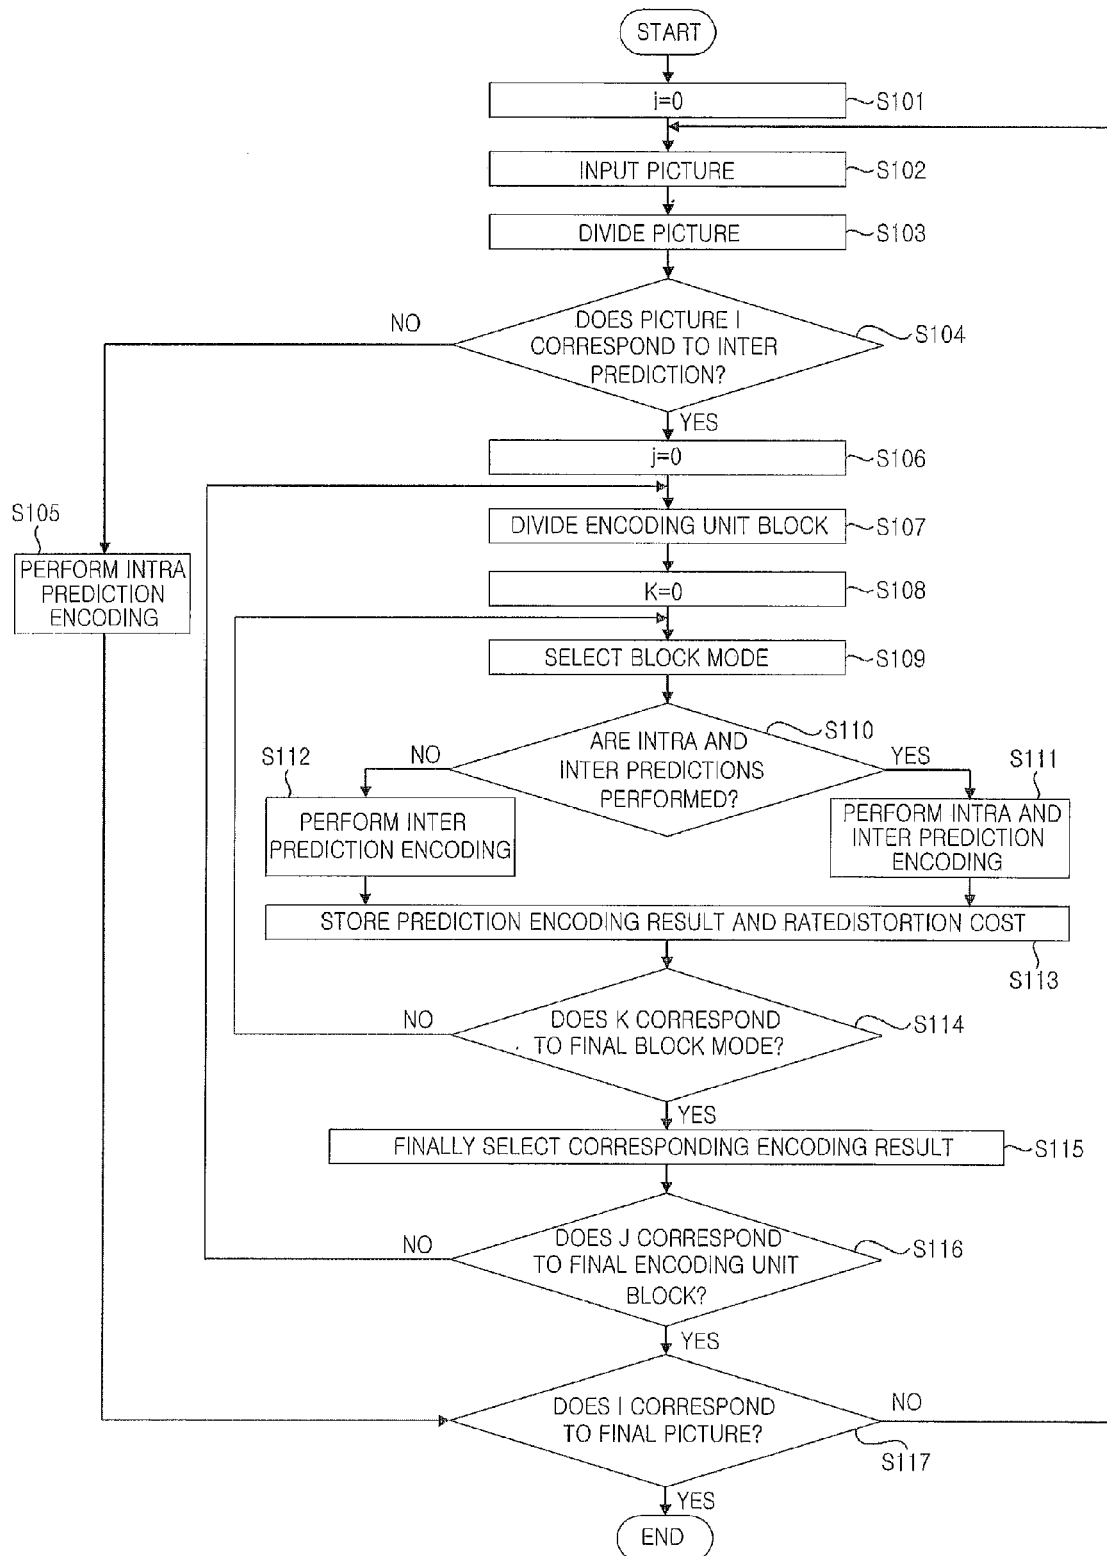 START
i=0
S101
INPUT PICTURE
S102
DIVIDE PICTURE
S103
NO
DOES PICTURE I
CORRESPOND TO INTER
PREDICTION?
S104
YES
j=0
S106
S105
PERFORM INTRA
PREDICTION
ENCODING
DIVIDE ENCODING UNIT BLOCK
S107
K=0
S108
SELECT BLOCK MODE
S109
ARE INTRA AND
INTER PREDICTIONS
PERFORMED?
S110
NO
YES
S112
S111
PERFORM INTER
PREDICTION ENCODING
PERFORM INTRA AND
INTER PREDICTION
ENCODING
STORE PREDICTION ENCODING RESULT AND RATEDISTORTION COST
S113
NO
DOES K CORRESPOND
TO FINAL BLOCK MODE?
S114
YES
FINALLY SELECT CORRESPONDING ENCODING RESULT
S115
NO
DOES J CORRESPOND
TO FINAL ENCODING UNIT
BLOCK?
S116
YES
DOES I CORRESPOND
TO FINAL PICTURE?
NO
S117
YES
END